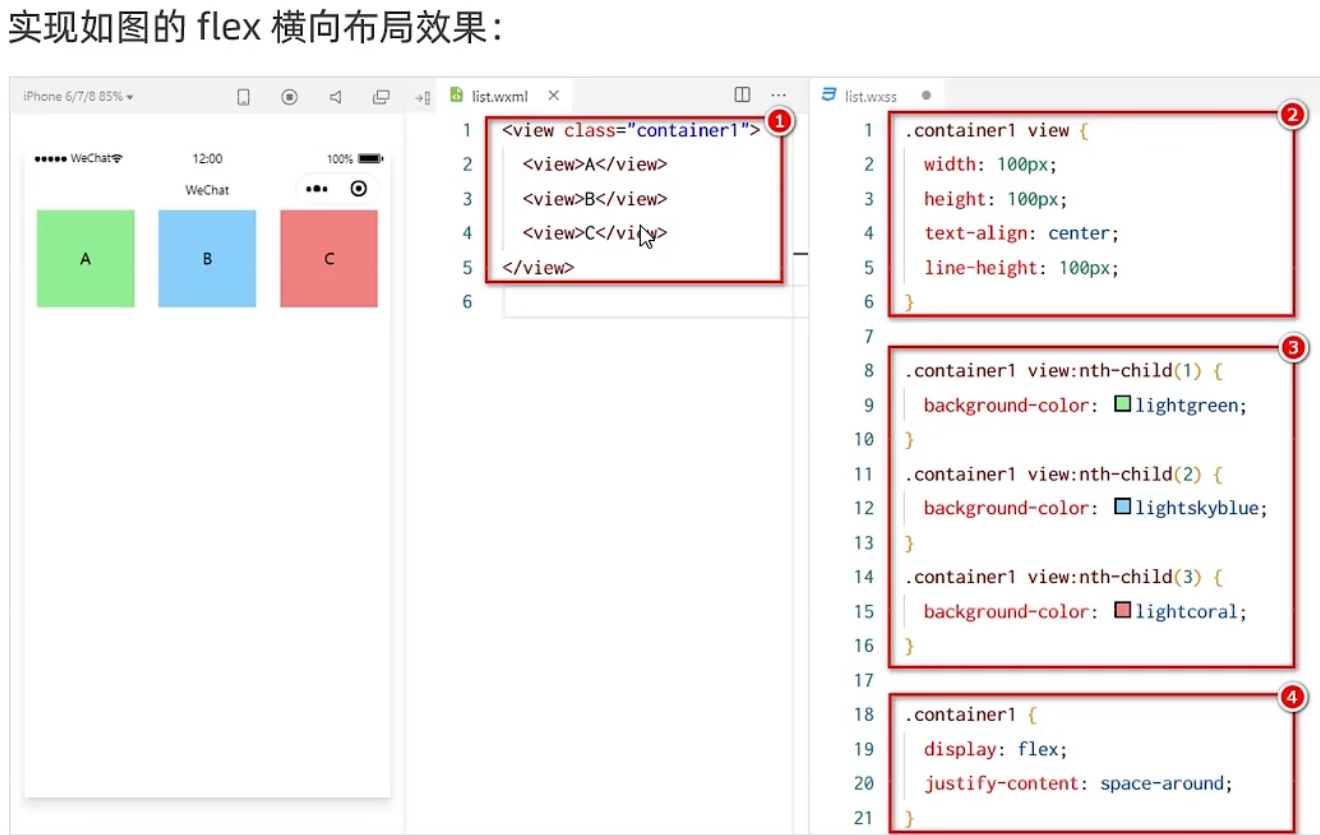 实现如图的 flex 横向布局效果：
iPhone 6/7/8 85%
WeChat
12:00
100%
WeChat
A
B
C
list.wxml
1
1 <view class="container1">
2 <view>A</view>
3 <view>B</view>
4 <view>C</view>
5 </view>
6
list.wxss
2
1 .container1 view {
2 width: 100px;
3 height: 100px;
4 text-align: center;
5 line-height: 100px;
6 }
7
3
8 .container1 view:nth-child(1) {
9 background-color: lightgreen;
10 }
11 .container1 view:nth-child(2) {
12 background-color: lightskyblue;
13 }
14 .container1 view:nth-child(3) {
15 background-color: lightcoral;
16 }
17
4
18 .container1 {
19 display: flex;
20 justify-content: space-around;
21 }